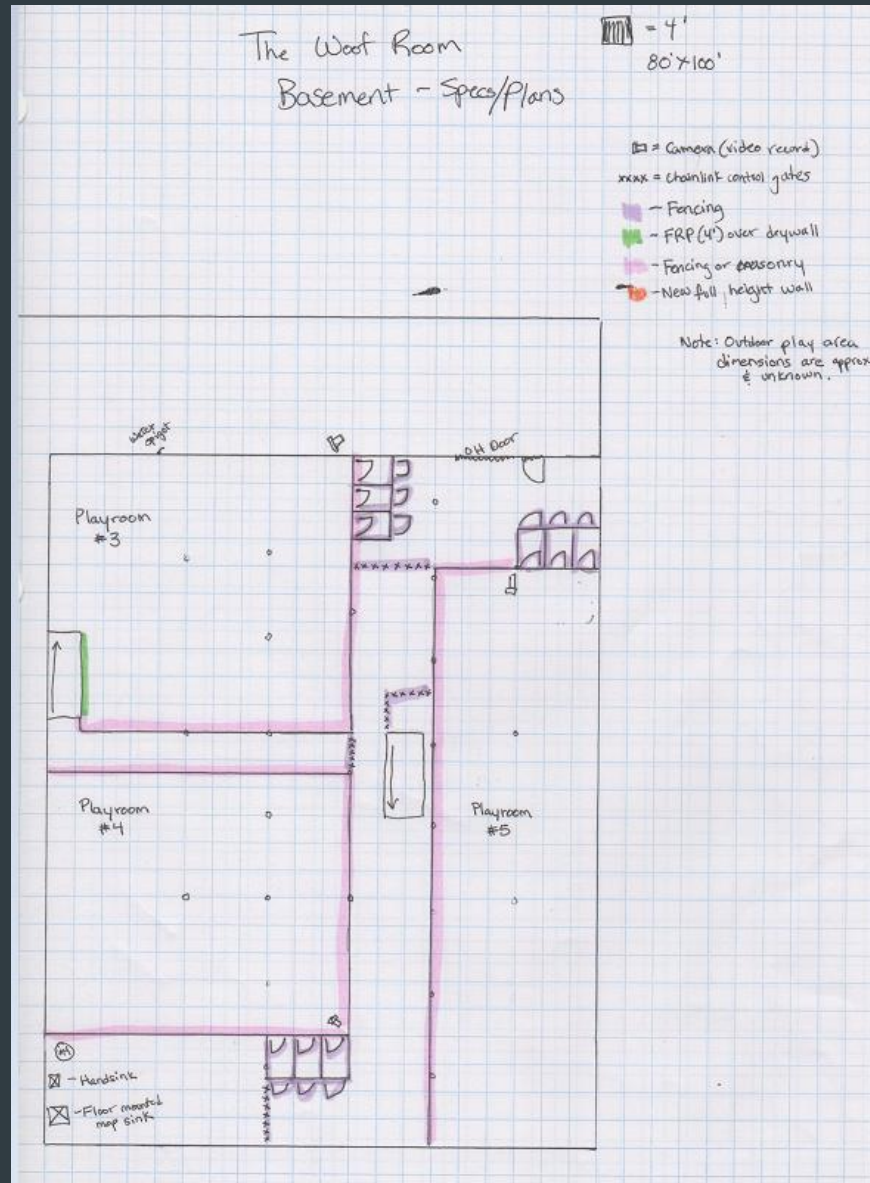 The Woof Room
Basement - Specs/Plans
= 4'
80'X100'
= Camera (video record)
xxxx = Chainlink control gates
- Fencing
- FRP (4') over drywall
- Fencing or masonry
- New full height wall
Note: Outdoor play area
dimensions are approx
& unknown.
Water
spigot
OH Door
Playroom
#3
Playroom
#4
Playroom
#5
- Handsink
- Floor mounted
mop sink